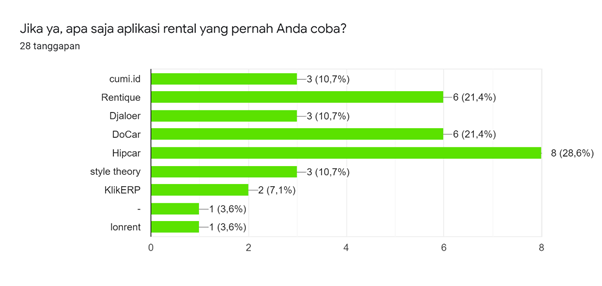 Jika ya, apa saja aplikasi rental yang pernah Anda coba?
28 tanggapan
cumi.id 3 (10,7%)
Rentique 6 (21,4%)
Djaloer 3 (10,7%)
DoCar 6 (21,4%)
Hipcar 8 (28,6%)
style theory 3 (10,7%)
KlikERP 2 (7,1%)
- 1 (3,6%)
lonrent 1 (3,6%)
0 2 4 6 8